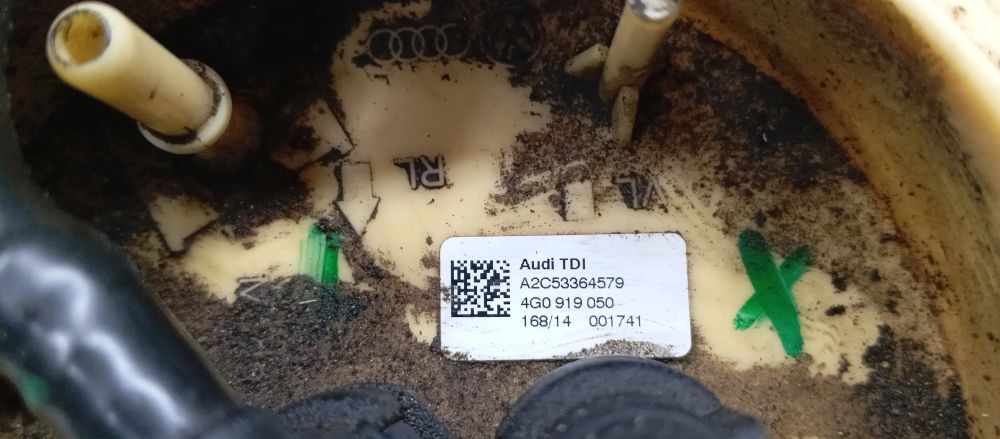 RL
VL
Audi TDI
A2C53364579
4G0 919 050
168/14 001741